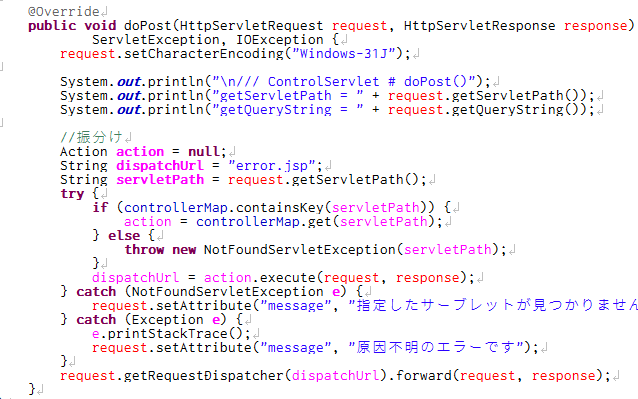 @Override
public void doPost(HttpServletRequest request, HttpServletResponse response)
ServletException, IOException {
request.setCharacterEncoding("Windows-31J");
System.out.println("\n/// ControlServlet # doPost()");
System.out.println("getServletPath = " + request.getServletPath());
System.out.println("getQueryString = " + request.getQueryString());
//振分け
Action action = null;
String dispatchUrl = "error.jsp";
String servletPath = request.getServletPath();
try {
if (controllerMap.containsKey(servletPath)) {
action = controllerMap.get(servletPath);
} else {
throw new NotFoundServletException(servletPath);
}
dispatchUrl = action.execute(request, response);
} catch (NotFoundServletException e) {
request.setAttribute("message", "指定したサーブレットが見つかりません
} catch (Exception e) {
e.printStackTrace();
request.setAttribute("message", "原因不明のエラーです");
}
request.getRequestDispatcher(dispatchUrl).forward(request, response);
}